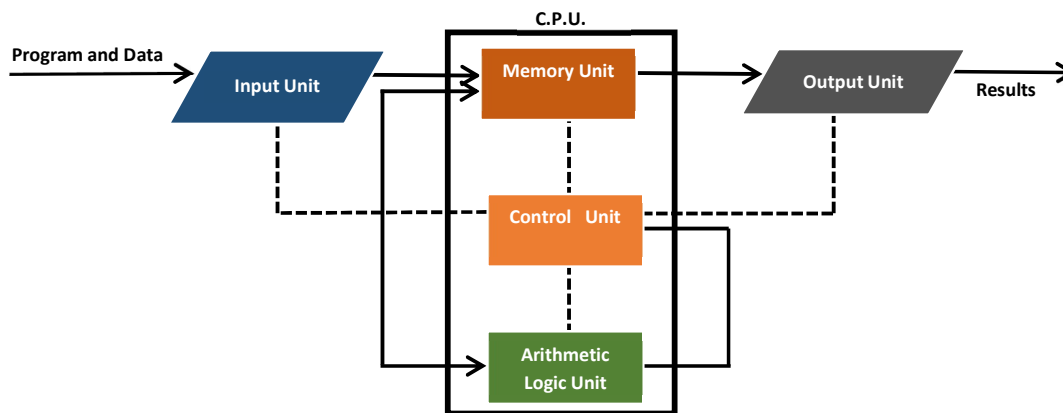 C.P.U.
Program and Data
Input Unit
Memory Unit
Output Unit
Results
Control Unit
Arithmetic
Logic Unit